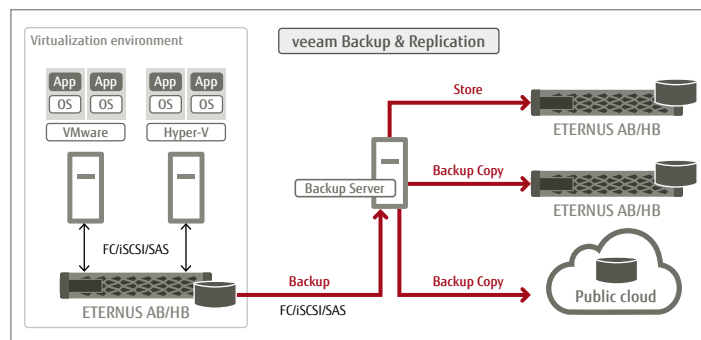 Virtualization environment
veeam Backup & Replication
App App App App
OS OS OS OS
VMware Hyper-V
Store
ETERNUS AB/HB
Backup Server
Backup Copy
ETERNUS AB/HB
FC/iSCSI/SAS
Backup
FC/iSCSI/SAS
ETERNUS AB/HB
Backup Copy
Public cloud